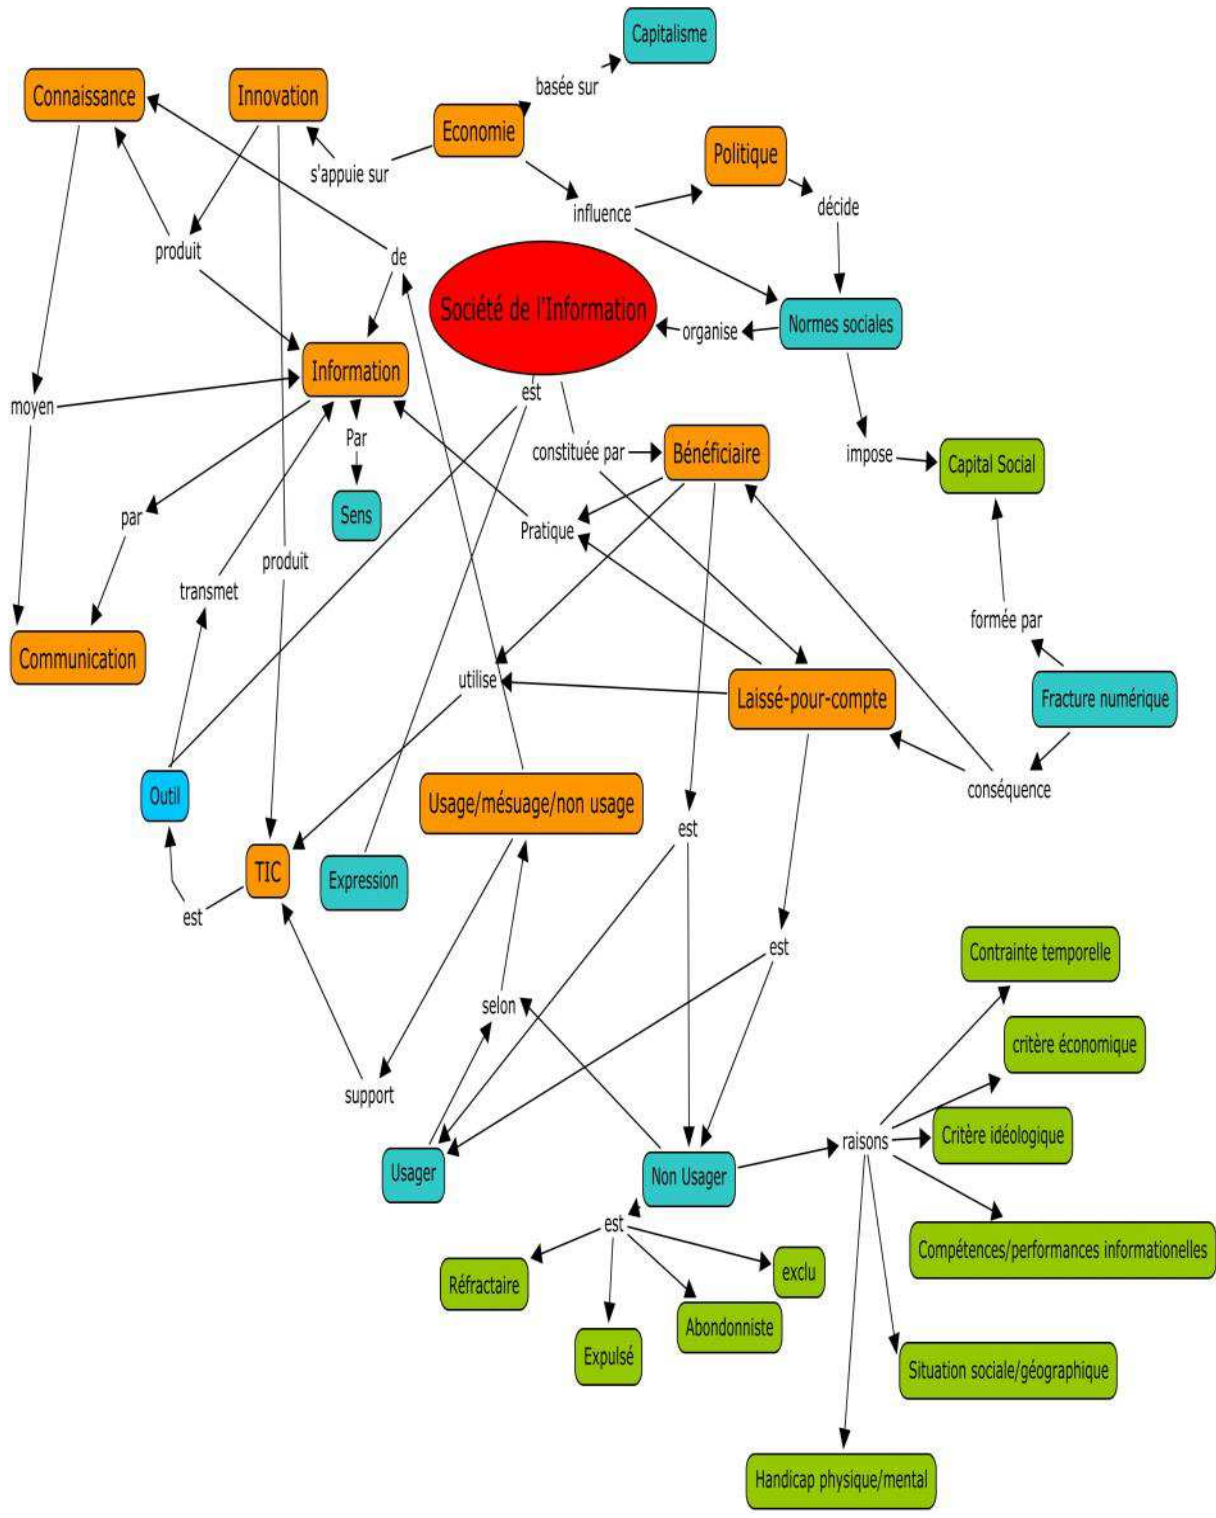 Capitalisme
basée sur
Connaissance
Innovation
Economie
Politique
s'appuie sur
influence
décide
produit
de
Société de l'Information
organise
Normes sociales
Information
est
moyen
Par
constituée par
Bénéficiaire
impose
Capital Social
par
Sens
Pratique
produit
transmet
formée par
Communication
utilise
Laissé-pour-compte
Fracture numérique
Outil
Usage/mésuage/non usage
conséquence
est
TIC
Expression
est
est
Contrainte temporelle
selon
critère économique
support
raisons
Critère idéologique
Usager
Non Usager
est
Compétences/performances informationelles
Réfractaire
exclu
Abondonniste
Expulsé
Situation sociale/géographique
Handicap physique/mental